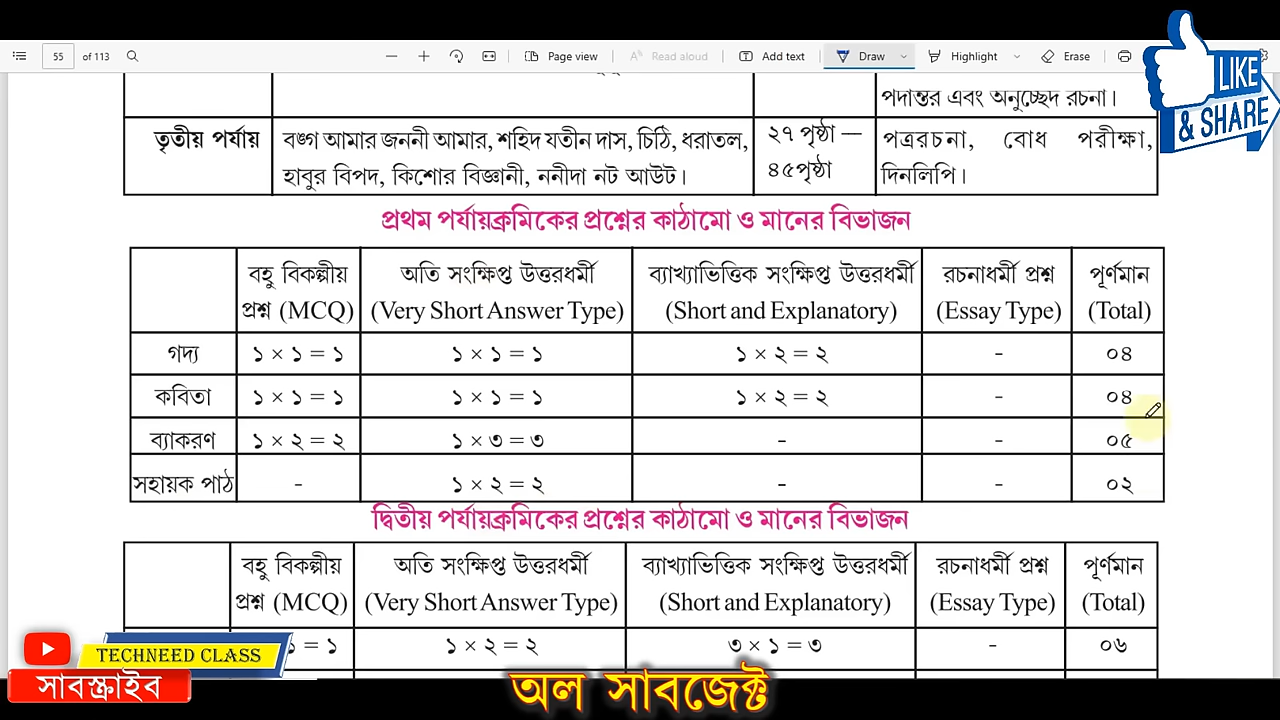 55 of 113 Page view Read aloud Add text Draw Highlight Erase
LIKE
& SHARE
পদান্তর এবং অনুচ্ছেদ রচনা।
তৃতীয় পর্যায় বঙ্গ আমার জননী আমার, শহিদ যতীন দাস, চিঠি, ধরাতল, ২৭ পৃষ্ঠা — পত্ররচনা, বোধ পরীক্ষা,
হাবুর বিপদ, কিশোর বিজ্ঞানী, ননীদা নট আউট। ৪৫পৃষ্ঠা দিনলিপি।
প্রথম পর্যায়ক্রমিকের প্রশ্নের কাঠামো ও মানের বিভাজন
বহু বিকল্পীয় অতি সংক্ষিপ্ত উত্তরধর্মী ব্যাখ্যাভিত্তিক সংক্ষিপ্ত উত্তরধর্মী রচনাধর্মী প্রশ্ন পূর্ণমান
প্রশ্ন (MCQ) (Very Short Answer Type) (Short and Explanatory) (Essay Type) (Total)
গদ্য ১ × ১ = ১ ১ × ১ = ১ ১ × ২ = ২ - ০৪
কবিতা ১ × ১ = ১ ১ × ১ = ১ ১ × ২ = ২ - ০৪
ব্যাকরণ ১ × ২ = ২ ১ × ৩ = ৩ - - ০৫
সহায়ক পাঠ - ১ × ২ = ২ - - ০২
দ্বিতীয় পর্যায়ক্রমিকের প্রশ্নের কাঠামো ও মানের বিভাজন
বহু বিকল্পীয় অতি সংক্ষিপ্ত উত্তরধর্মী ব্যাখ্যাভিত্তিক সংক্ষিপ্ত উত্তরধর্মী রচনাধর্মী প্রশ্ন পূর্ণমান
প্রশ্ন (MCQ) (Very Short Answer Type) (Short and Explanatory) (Essay Type) (Total)
= ১ ১ × ২ = ২ ৩ × ১ = ৩ - ০৬
TECHNEED CLASS
সাবস্ক্রাইব
অল সাবজেক্ট